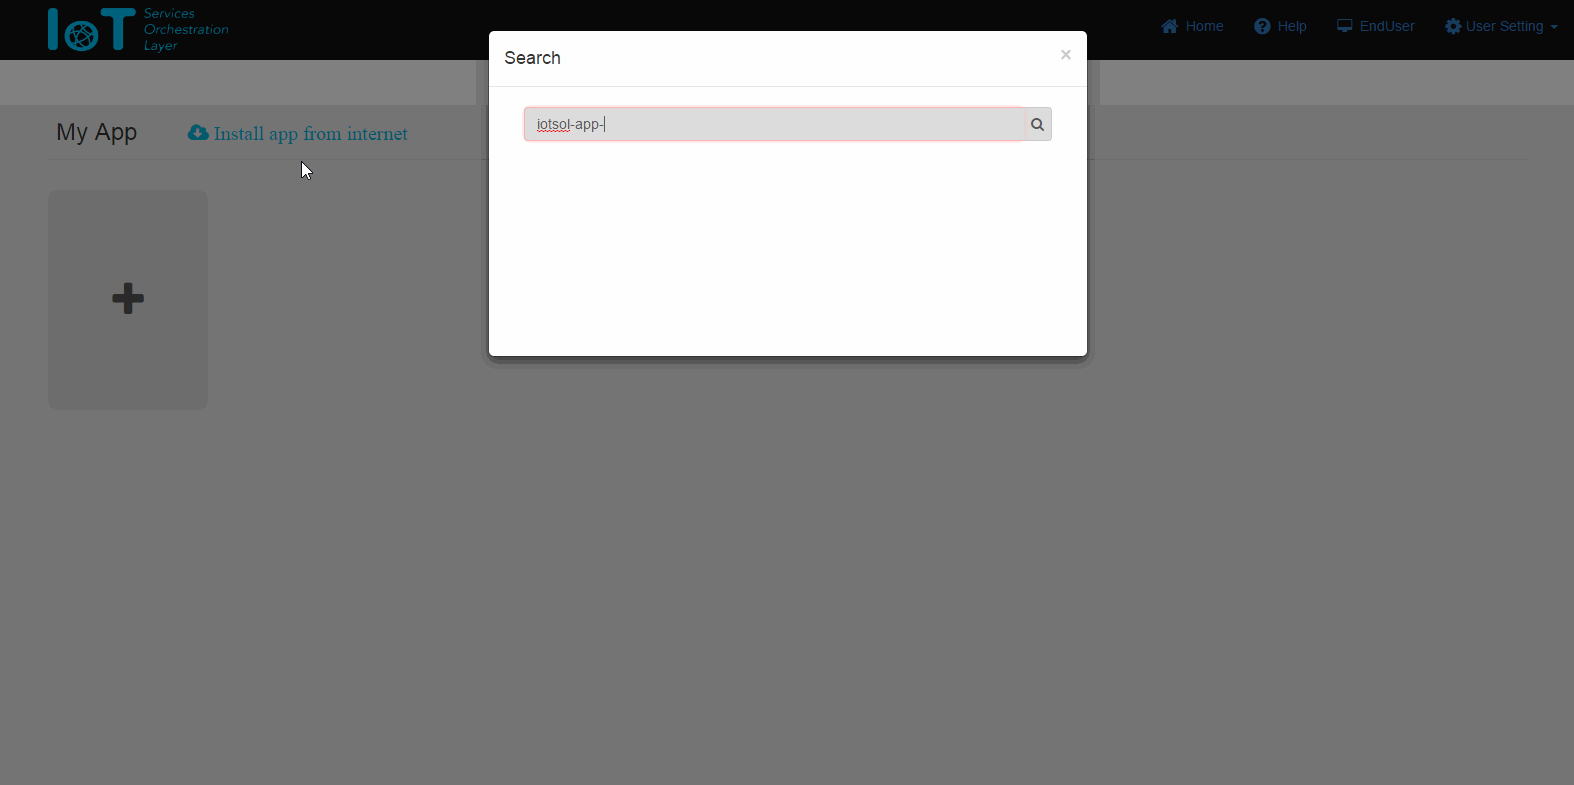 IoT
Services
Orchestration
Layer
Home
Help
EndUser
User Setting
Search
×
iotsol-app-
My App
Install app from internet